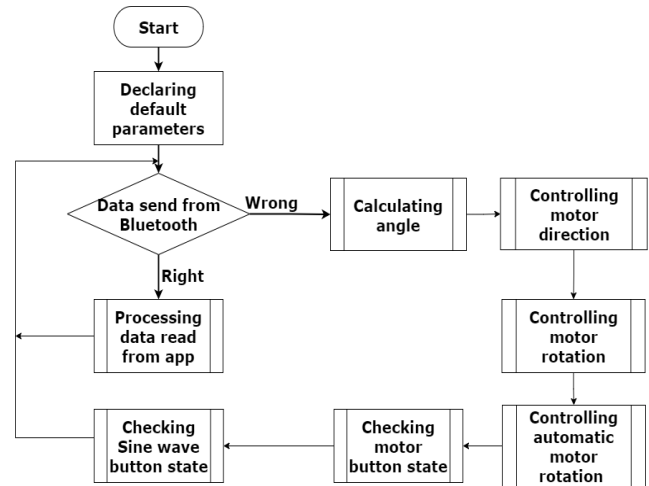 Start
Declaring
default
parameters
Data send from
Bluetooth
Wrong
Calculating
angle
Controlling
motor
direction
Right
Processing
data read
from app
Controlling
motor
rotation
Checking
Sine wave
button state
Checking
motor
button state
Controlling
automatic
motor
rotation